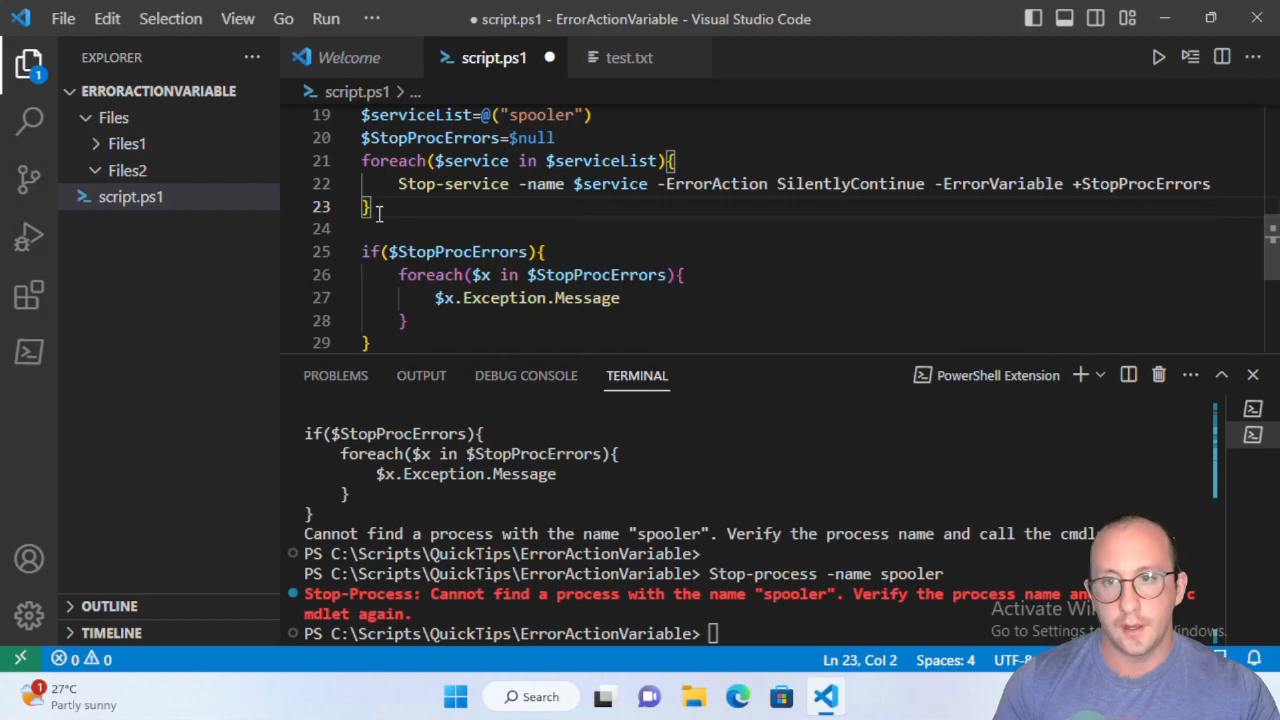 File Edit Selection View Go Run ··· ● script.ps1 - ErrorActionVariable - Visual Studio Code
EXPLORER ···
Welcome script.ps1 ● test.txt
ERRORACTIONVARIABLE
Files
Files1
Files2
script.ps1
OUTLINE
TIMELINE
1
script.ps1 > ...
19 $serviceList=@("spooler")
20 $StopProcErrors=$null
21 foreach($service in $serviceList){
22 Stop-service -name $service -ErrorAction SilentlyContinue -ErrorVariable +StopProcErrors
23 }
24
25 if($StopProcErrors){
26 foreach($x in $StopProcErrors){
27 $x.Exception.Message
28 }
29 }
PROBLEMS OUTPUT DEBUG CONSOLE TERMINAL PowerShell Extension
if($StopProcErrors){
foreach($x in $StopProcErrors){
$x.Exception.Message
}
}
Cannot find a process with the name "spooler". Verify the process name and call the cmd
PS C:\Scripts\QuickTips\ErrorActionVariable>
PS C:\Scripts\QuickTips\ErrorActionVariable> Stop-process -name spooler
Stop-Process: Cannot find a process with the name "spooler". Verify the process name c
mdlet again.
PS C:\Scripts\QuickTips\ErrorActionVariable>
Activate
Go to Settings
0 0 Ln 23, Col 2 Spaces: 4
1
27°C
Partly sunny
Search